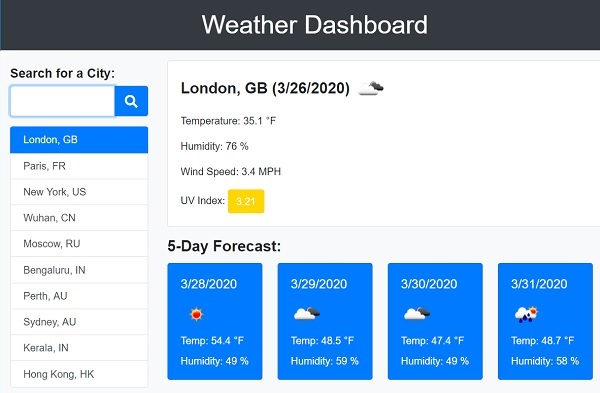 Weather Dashboard
Search for a City:
London, GB
Paris, FR
New York, US
Wuhan, CN
Moscow, RU
Bengaluru, IN
Perth, AU
Sydney, AU
Kerala, IN
Hong Kong, HK
London, GB (3/26/2020)
Temperature: 35.1 °F
Humidity: 76 %
Wind Speed: 3.4 MPH
UV Index: 3.21
5-Day Forecast:
3/28/2020
Temp: 54.4 °F
Humidity: 49 %
3/29/2020
Temp: 48.5 °F
Humidity: 59 %
3/30/2020
Temp: 47.4 °F
Humidity: 49 %
3/31/2020
Temp: 48.7 °F
Humidity: 58 %